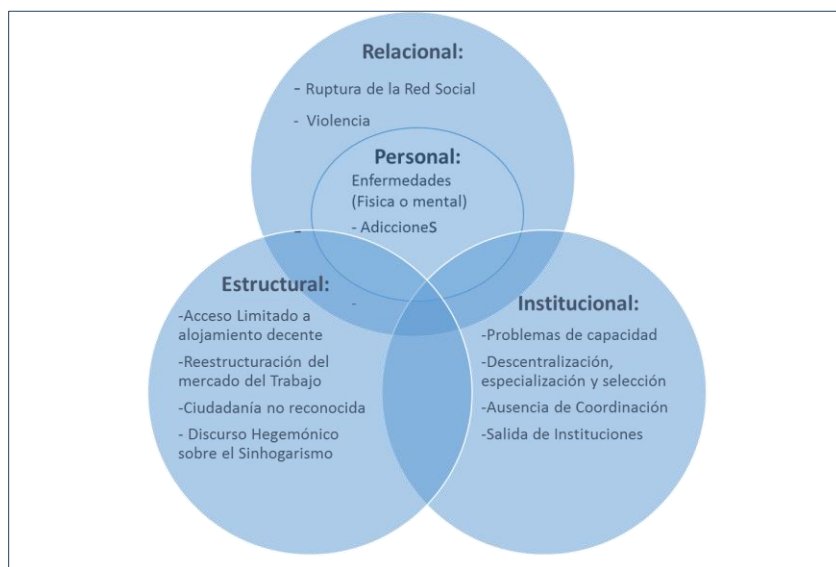 Relacional:
- Ruptura de la Red Social
- Violencia
Personal:
Enfermedades
(Fisica o mental)
- AdiccioneS
-
-
Estructural:
-Acceso Limitado a
alojamiento decente
-Reestructuración del
mercado del Trabajo
-Ciudadanía no reconocida
- Discurso Hegemónico
sobre el Sinhogarismo
Institucional:
-Problemas de capacidad
-Descentralización,
especialización y selección
-Ausencia de Coordinación
-Salida de Instituciones